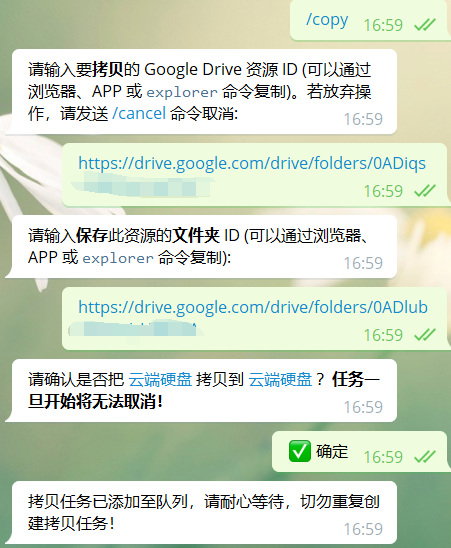 /copy
16:59
请输入要拷贝的 Google Drive 资源 ID (可以通过
浏览器、APP 或 explorer 命令复制)。若放弃操
作，请发送 /cancel 命令取消:
16:59
https://drive.google.com/drive/folders/0ADiqs
16:59
请输入保存此资源的文件夹 ID (可以通过浏览器、
APP 或 explorer 命令复制):
16:59
https://drive.google.com/drive/folders/0ADlub
16:59
请确认是否把 云端硬盘 拷贝到 云端硬盘 ？任务一
旦开始将无法取消！
16:59
✅ 确定
16:59
拷贝任务已添加至队列，请耐心等待，切勿重复创
建拷贝任务！
16:59